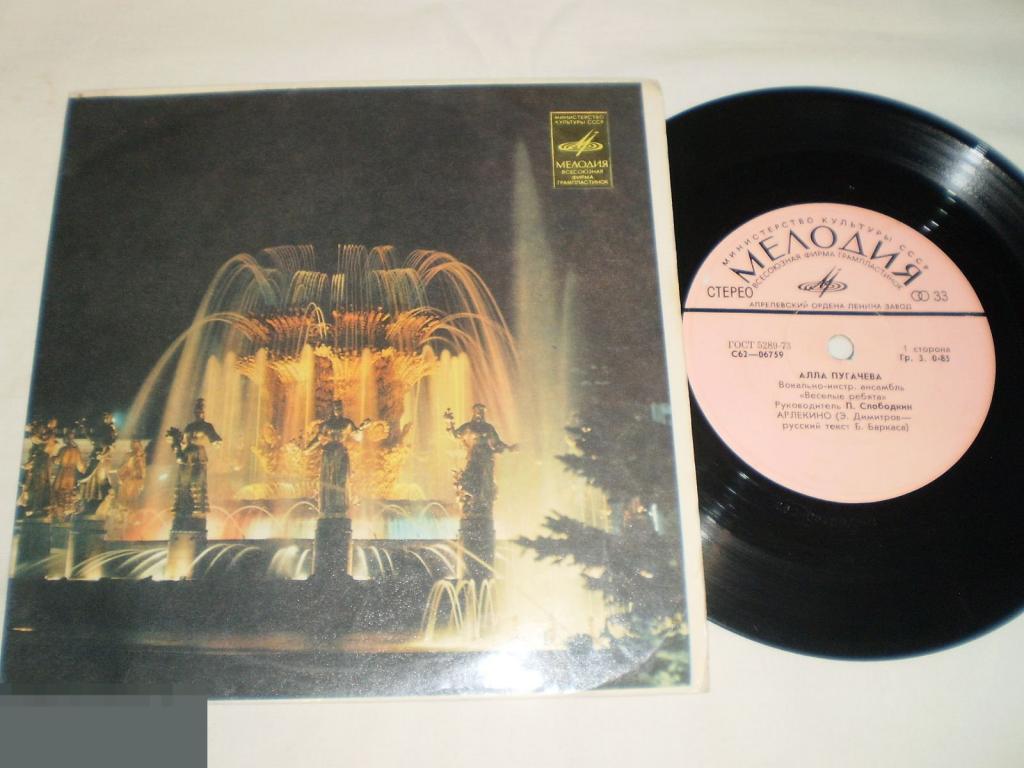 МИНИСТЕРСТВО
КУЛЬТУРЫ СССР
МЕЛОДИЯ
ВСЕСОЮЗНАЯ
ФИРМА
ГРАМПЛАСТИНОК
МИНИСТЕРСТВО КУЛЬТУРЫ СССР
МЕЛОДИЯ
ВСЕСОЮЗНАЯ ФИРМА ГРАМПЛАСТИНОК
СТЕРЕО
33
АПРЕЛЕВСКИЙ ОРДЕНА ЛЕНИНА ЗАВОД
ГОСТ 5289-73
С62—06759
1 сторона
Гр. 3. 0-85
АЛЛА ПУГАЧЕВА
Вокально-инстр. ансамбль
«Веселые ребята»
Руководитель П. Слободкин
АРЛЕКИНО (Э. Димитров—
русский текст Б. Баркаса)